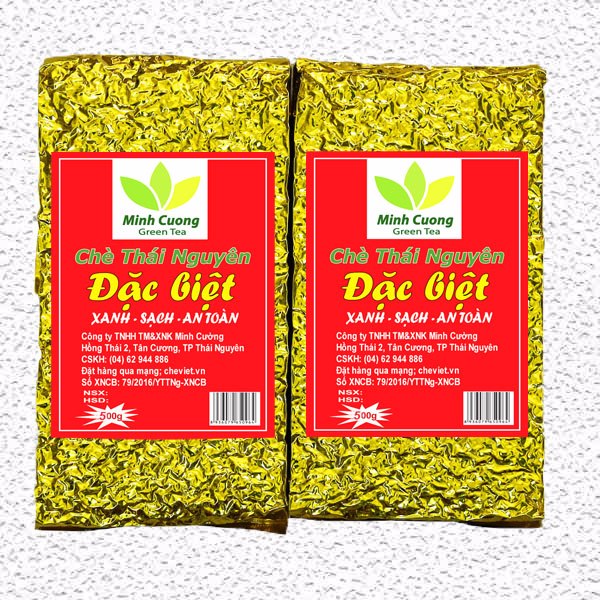 Minh Cuong
Green Tea
Chè Thái Nguyên
Đặc biệt
XANH - SẠCH - AN TOÀN
Công ty TNHH TM&XNK Minh Cường
Hồng Thái 2, Tân Cương, TP Thái Nguyên
CSKH: (04) 62 944 886
Đặt hàng qua mạng; cheviet.vn
Số XNCB: 79/2016/YTTNg-XNCB
NSX:
HSD:
500g
8936079650964
Minh Cuong
Green Tea
Chè Thái Nguyên
Đặc biệt
XANH - SẠCH - AN TOÀN
Công ty TNHH TM&XNK Minh Cường
Hồng Thái 2, Tân Cương, TP Thái Nguyên
CSKH: (04) 62 944 886
Đặt hàng qua mạng; cheviet.vn
Số XNCB: 79/2016/YTTNg-XNCB
NSX:
HSD:
500g
8936079650964